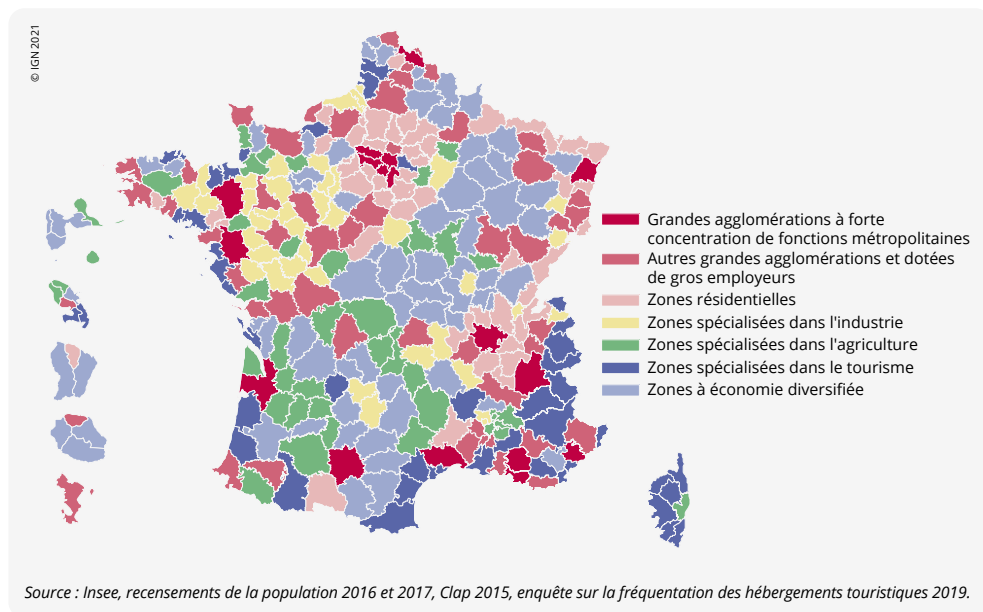 © IGN 2021
Grandes agglomérations à forte
concentration de fonctions métropolitaines
Autres grandes agglomérations et dotées
de gros employeurs
Zones résidentielles
Zones spécialisées dans l'industrie
Zones spécialisées dans l'agriculture
Zones spécialisées dans le tourisme
Zones à économie diversifiée
Source : Insee, recensements de la population 2016 et 2017, Clap 2015, enquête sur la fréquentation des hébergements touristiques 2019.